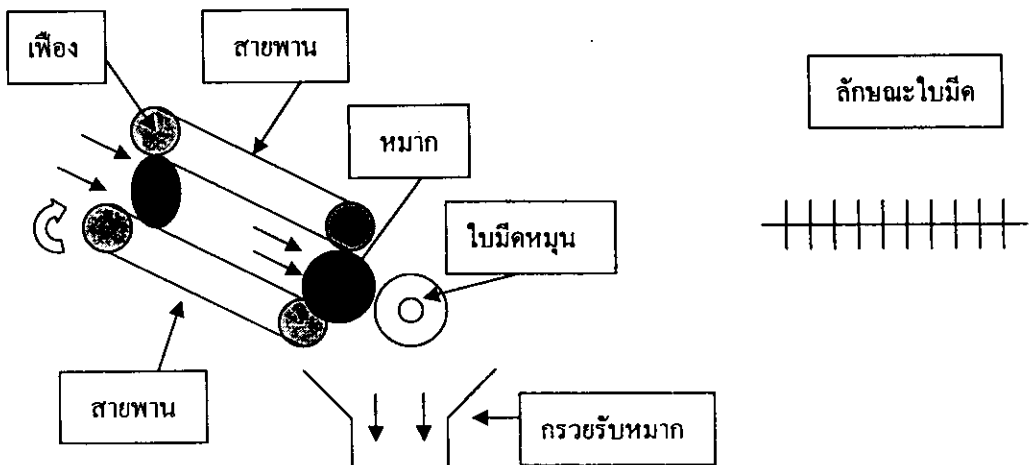 เฟือง
สายพาน
ลักษณะใบมีด
หมาก
ใบมีดหมุน
สายพาน
กรวยรับหมาก